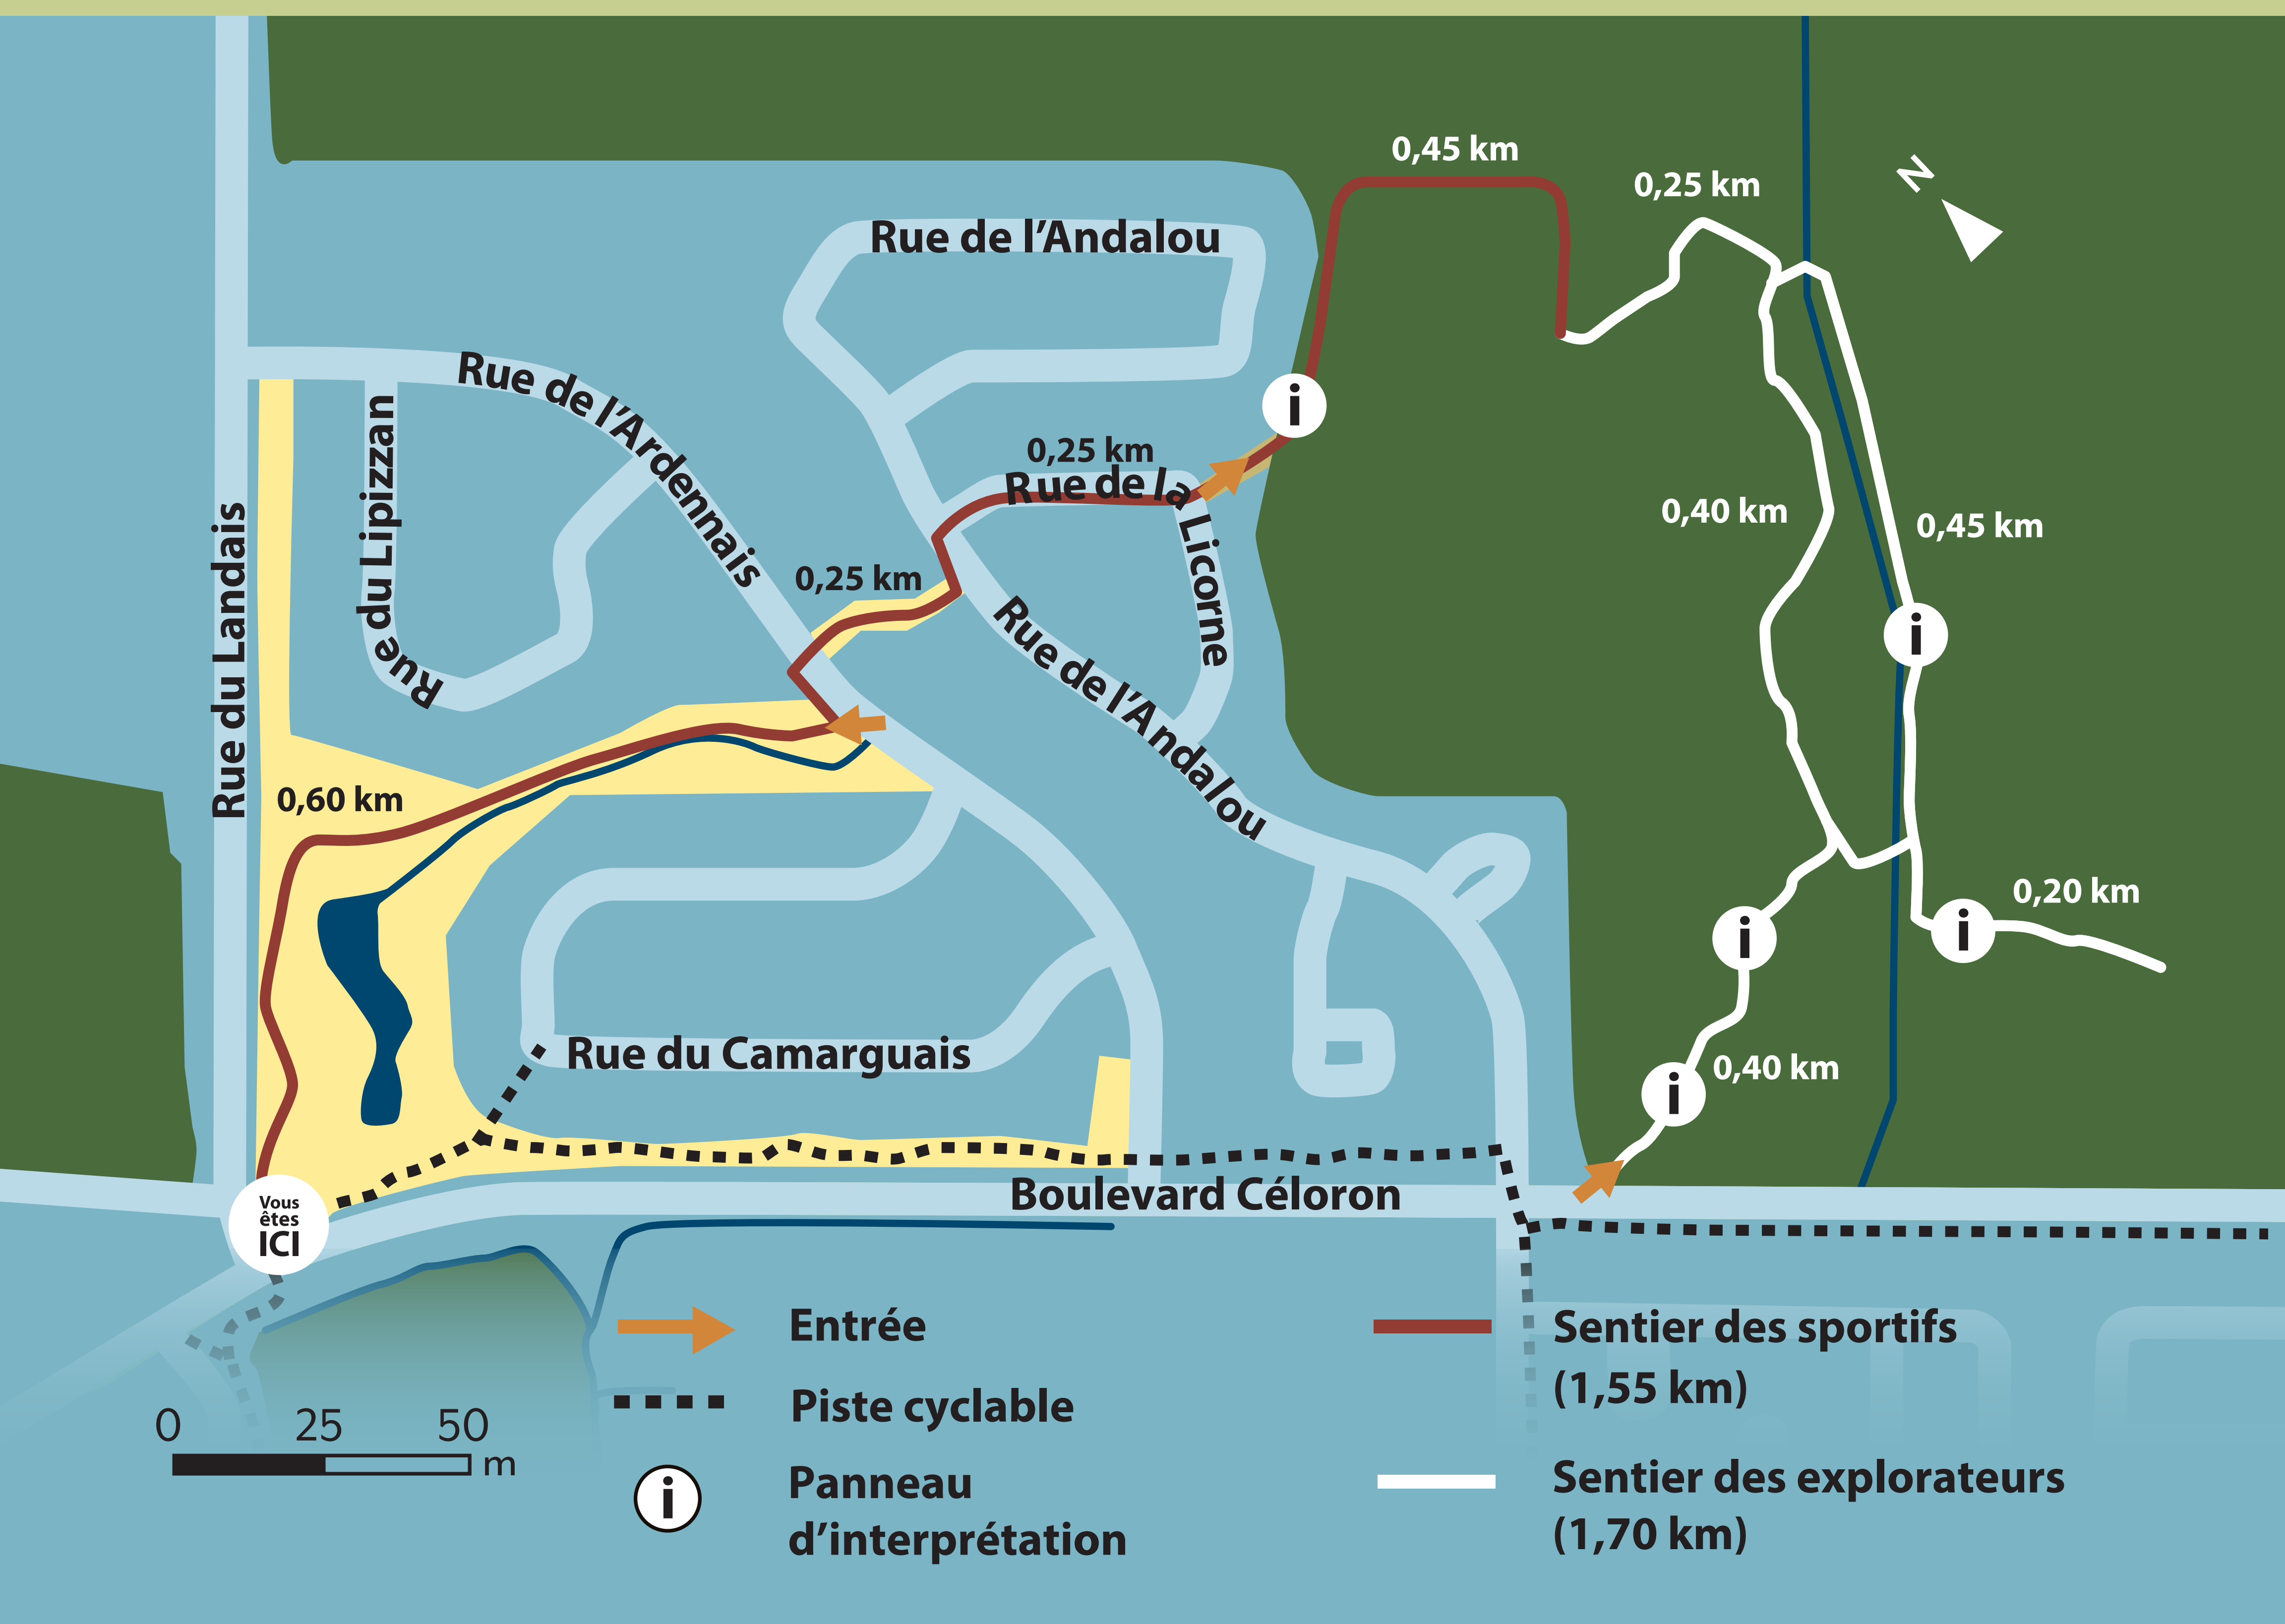 0,45 km
0,25 km
N
Rue de l'Andalou
Rue de l'Ardennais
Rue du Lipizzan
i
0,25 km
Rue de la Licorne
Rue du Landais
0,40 km
0,45 km
0,25 km
i
Rue de l'Andalou
0,60 km
0,20 km
i
i
Rue du Camarguais
0,40 km
i
Boulevard Céloron
Vous
êtes
ICI
Entrée
Sentier des sportifs
(1,55 km)
Piste cyclable
0 25 50
m
i
Panneau
d'interprétation
Sentier des explorateurs
(1,70 km)